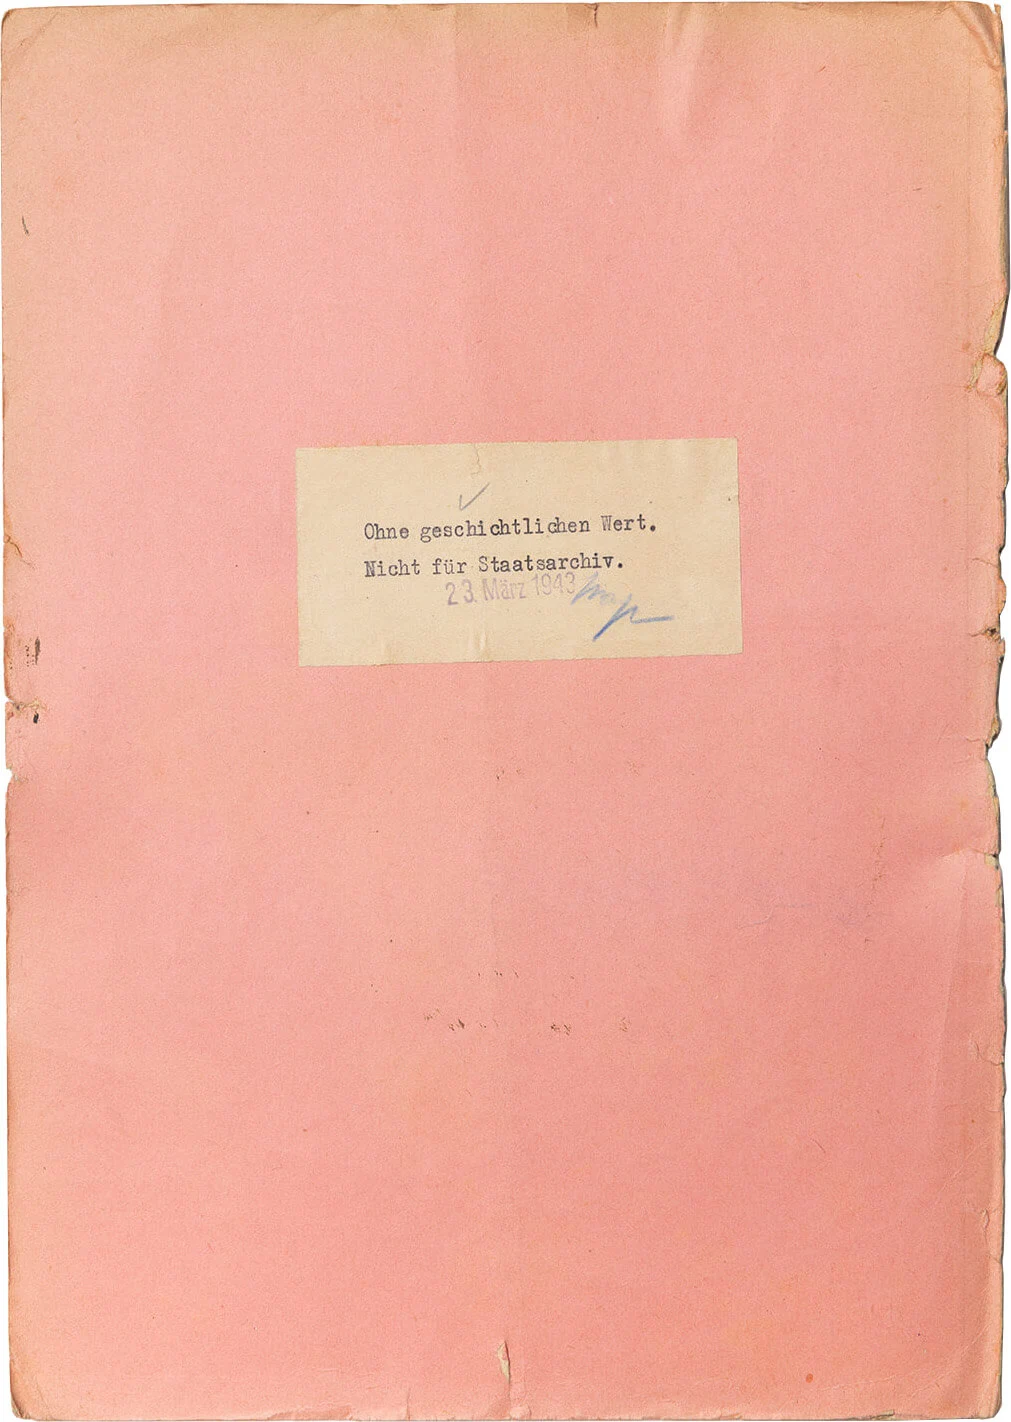 Ohne geschichtlichen Wert.
Nicht für Staatsarchiv.
23. März 1943